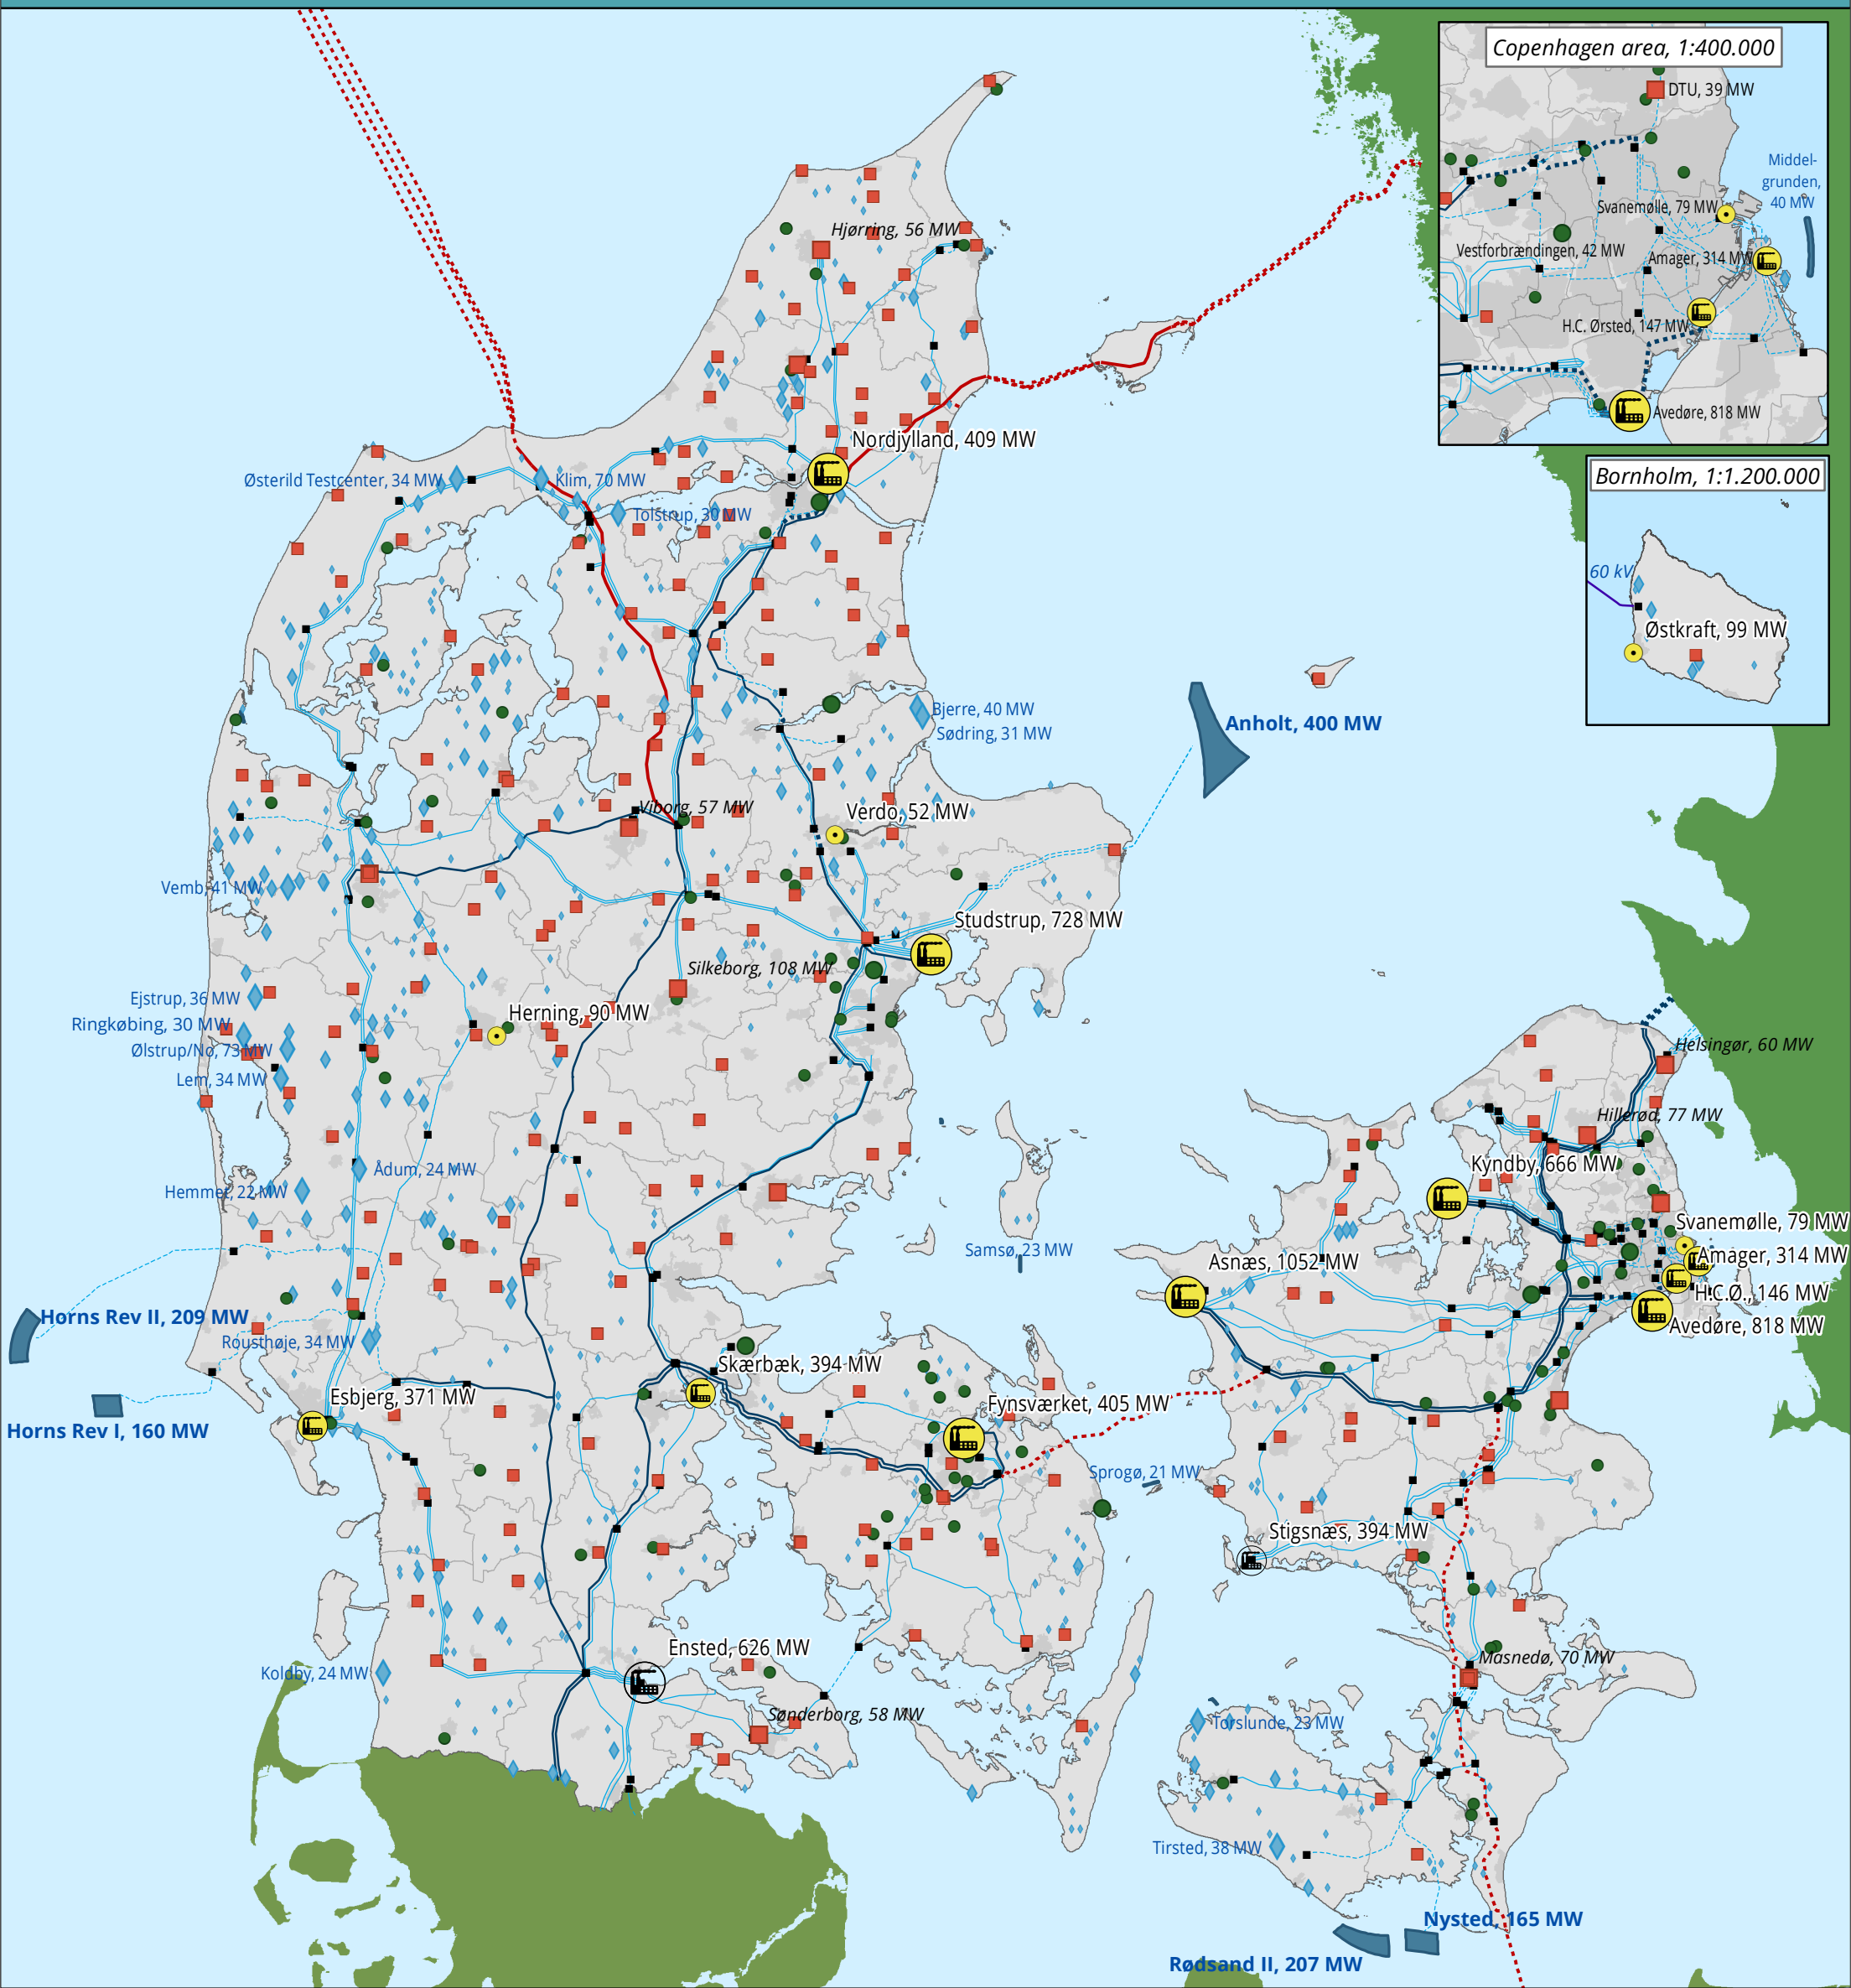 Copenhagen area, 1:400.000
DTU, 39 MW
Middel-
grunden,
40 MW
Svanemølle, 79 MW
Vestforbrændingen, 42 MW
Amager, 314 MW
H.C. Ørsted, 147 MW
Avedøre, 818 MW
Bornholm, 1:1.200.000
60 kV
Østkraft, 99 MW
Hjørring, 56 MW
Nordjylland, 409 MW
Østerild Testcenter, 34 MW
Klim, 70 MW
Tolstrup, 30 MW
Bjerre, 40 MW
Sødring, 31 MW
Anholt, 400 MW
Viborg, 57 MW
Verdo, 52 MW
Vemb, 41 MW
Studstrup, 728 MW
Silkeborg, 108 MW
Ejstrup, 36 MW
Herning, 90 MW
Ringkøbing, 30 MW
Ølstrup/No, 73 MW
Lem, 34 MW
Helsingør, 60 MW
Hillerød, 77 MW
Ådum, 24 MW
Kyndby, 666 MW
Hemmet, 22 MW
Svanemølle, 79 MW
Samsø, 23 MW
Amager, 314 MW
Asnæs, 1052 MW
H.C.Ø., 146 MW
Horns Rev II, 209 MW
Avedøre, 818 MW
Rousthøje, 34 MW
Skærbæk, 394 MW
Esbjerg, 371 MW
Fynsværket, 405 MW
Horns Rev I, 160 MW
Sprogø, 21 MW
Stigsnæs, 394 MW
Ensted, 626 MW
Masnedø, 70 MW
Koldby, 24 MW
Sønderborg, 58 MW
Torslunde, 23 MW
Tirsted, 38 MW
Nysted, 165 MW
Rødsand II, 207 MW